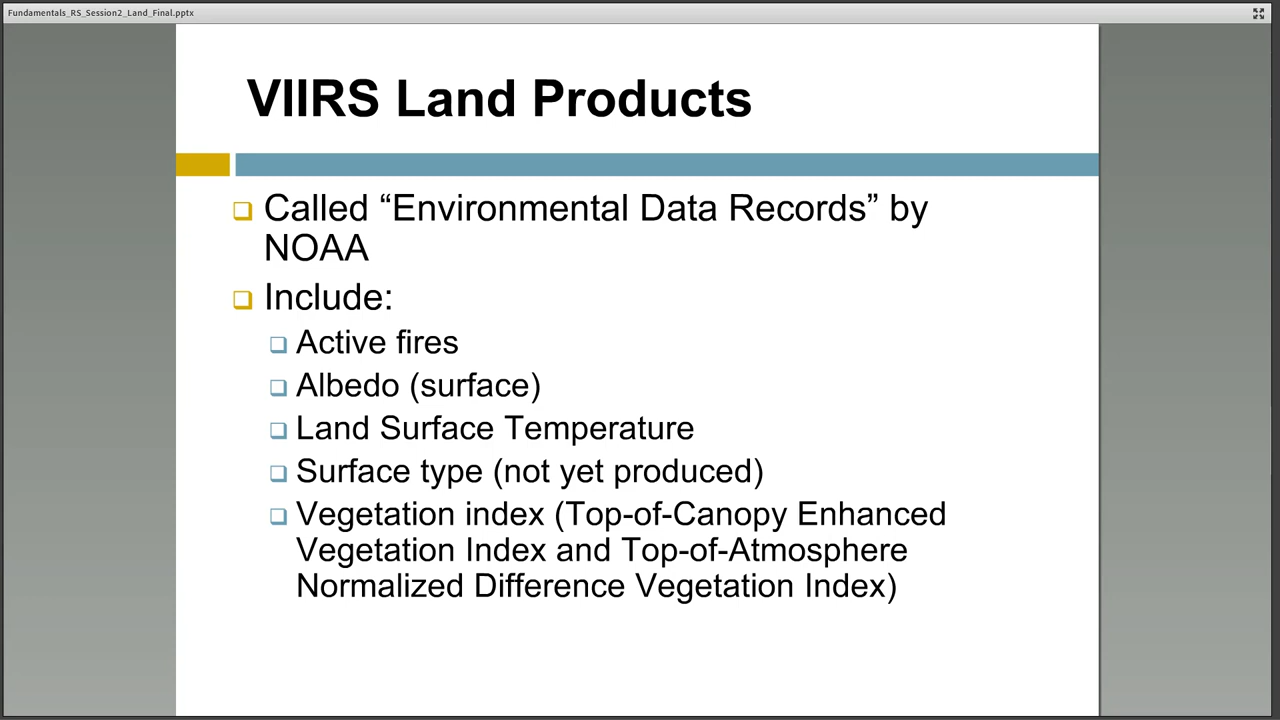 Fundamentals_RS_Session2_Land_Final.pptx
VIIRS Land Products
Called “Environmental Data Records” by
NOAA
Include:
Active fires
Albedo (surface)
Land Surface Temperature
Surface type (not yet produced)
Vegetation index (Top-of-Canopy Enhanced
Vegetation Index and Top-of-Atmosphere
Normalized Difference Vegetation Index)